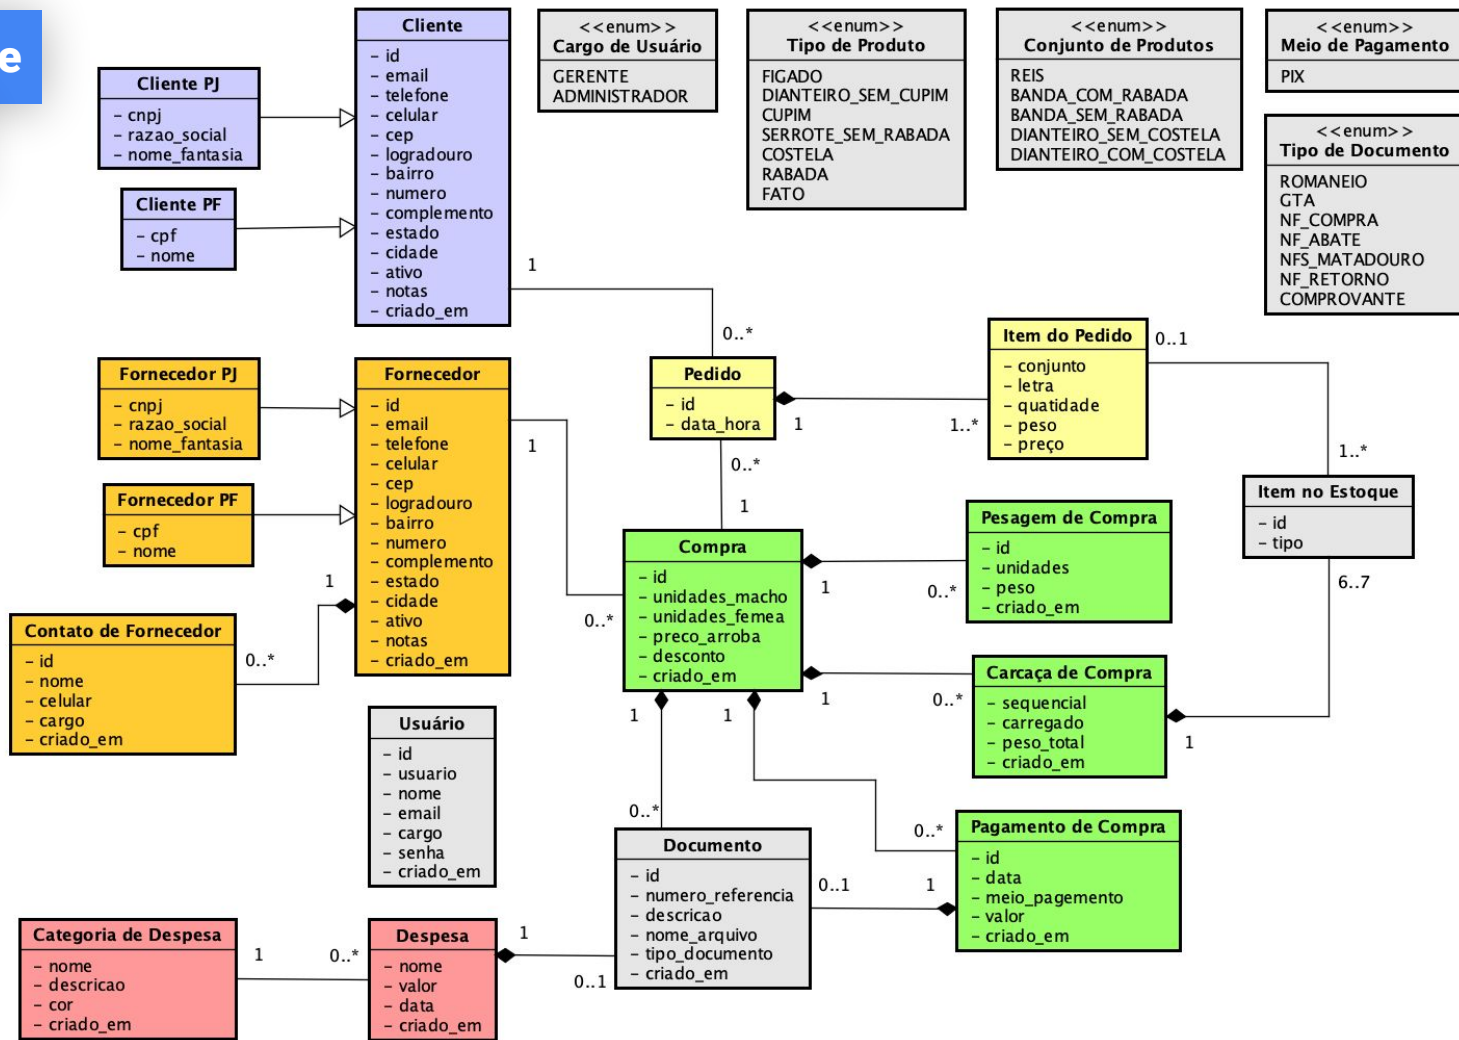 e
Cliente
- id
- email
- telefone
- celular
- cep
- logradouro
- bairro
- numero
- complemento
- estado
- cidade
- ativo
- notas
- criado_em
Cliente PJ
- cnpj
- razao_social
- nome_fantasia
Cliente PF
- cpf
- nome
<<enum>>
Cargo de Usuário
GERENTE
ADMINISTRADOR
<<enum>>
Tipo de Produto
FIGADO
DIANTEIRO_SEM_CUPIM
CUPIM
SERROTE_SEM_RABADA
COSTELA
RABADA
FATO
<<enum>>
Conjunto de Produtos
REIS
BANDA_COM_RABADA
BANDA_SEM_RABADA
DIANTEIRO_SEM_COSTELA
DIANTEIRO_COM_COSTELA
<<enum>>
Meio de Pagamento
PIX
<<enum>>
Tipo de Documento
ROMANEIO
GTA
NF_COMPRA
NF_ABATE
NFS_MATADOURO
NF_RETORNO
COMPROVANTE
1
0..*
Pedido
- id
- data_hora
1
1..*
Item do Pedido
- conjunto
- letra
- quatidade
- peso
- preço
0..1
1..*
Item no Estoque
- id
- tipo
6..7
Fornecedor PJ
- cnpj
- razao_social
- nome_fantasia
Fornecedor PF
- cpf
- nome
Fornecedor
- id
- email
- telefone
- celular
- cep
- logradouro
- bairro
- numero
- complemento
- estado
- cidade
- ativo
- notas
- criado_em
1
0..*
1
0..*
Contato de Fornecedor
- id
- nome
- celular
- cargo
- criado_em
0..*
1
Compra
- id
- unidades_macho
- unidades_femea
- preco_arroba
- desconto
- criado_em
1
0..*
Pesagem de Compra
- id
- unidades
- peso
- criado_em
1
0..*
Carcaça de Compra
- sequencial
- carregado
- peso_total
- criado_em
1
1
1
0..*
0..*
Usuário
- id
- usuario
- nome
- email
- cargo
- senha
- criado_em
Documento
- id
- numero_referencia
- descricao
- nome_arquivo
- tipo_documento
- criado_em
0..1
1
Pagamento de Compra
- id
- data
- meio_pagemento
- valor
- criado_em
Categoria de Despesa
- nome
- descricao
- cor
- criado_em
1
0..*
Despesa
- nome
- valor
- data
- criado_em
1
0..1